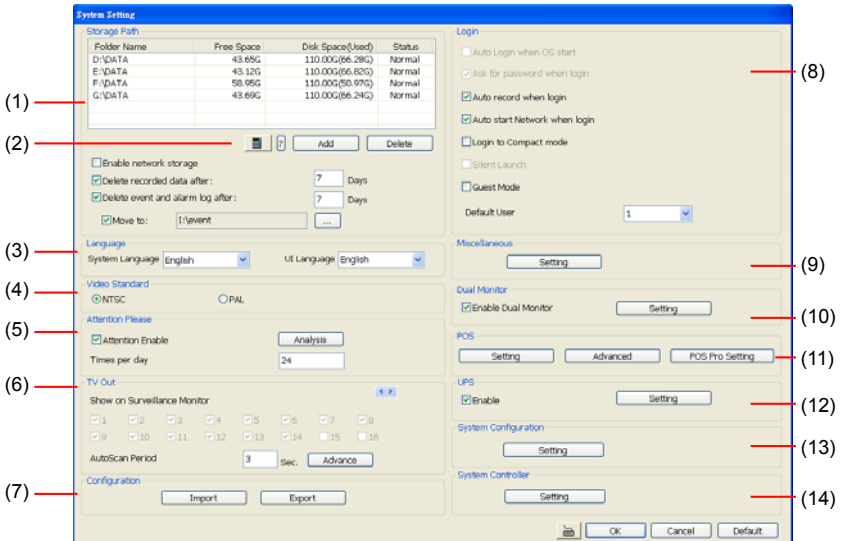 System Setting
Storage Path
Folder Name Free Space Disk Space(Used) Status
D:\DATA 43.65G 110.00G(66.28G) Normal
E:\DATA 43.12G 110.00G(66.82G) Normal
F:\DATA 58.95G 110.00G(50.97G) Normal
G:\DATA 43.69G 110.00G(66.24G) Normal
(1)
(2)
? Add Delete
Enable network storage
Delete recorded data after: 7 Days
Delete event and alarm log after: 7 Days
Move to: I:\event ...
(3)
Language
System Language English UI Language English
(4)
Video Standard
NTSC PAL
(5)
Attention Please
Attention Enable Analysis
Times per day 24
(6)
TV Out
Show on Surveillance Monitor
1 2 3 4 5 6 7 8
9 10 11 12 13 14 15 16
AutoScan Period 3 Sec. Advance
(7)
Configuration
Import Export
Login
Auto Login when OS start
Ask for password when login
(8)
Auto record when login
Auto start Network when login
Login to Compact mode
Silent Launch
Guest Mode
Default User 1
Miscellaneous
Setting
(9)
Dual Monitor
Enable Dual Monitor Setting
(10)
POS
Setting Advanced POS Pro Setting
(11)
UPS
Enable Setting
(12)
System Configuration
Setting
(13)
System Controller
Setting
(14)
OK Cancel Default